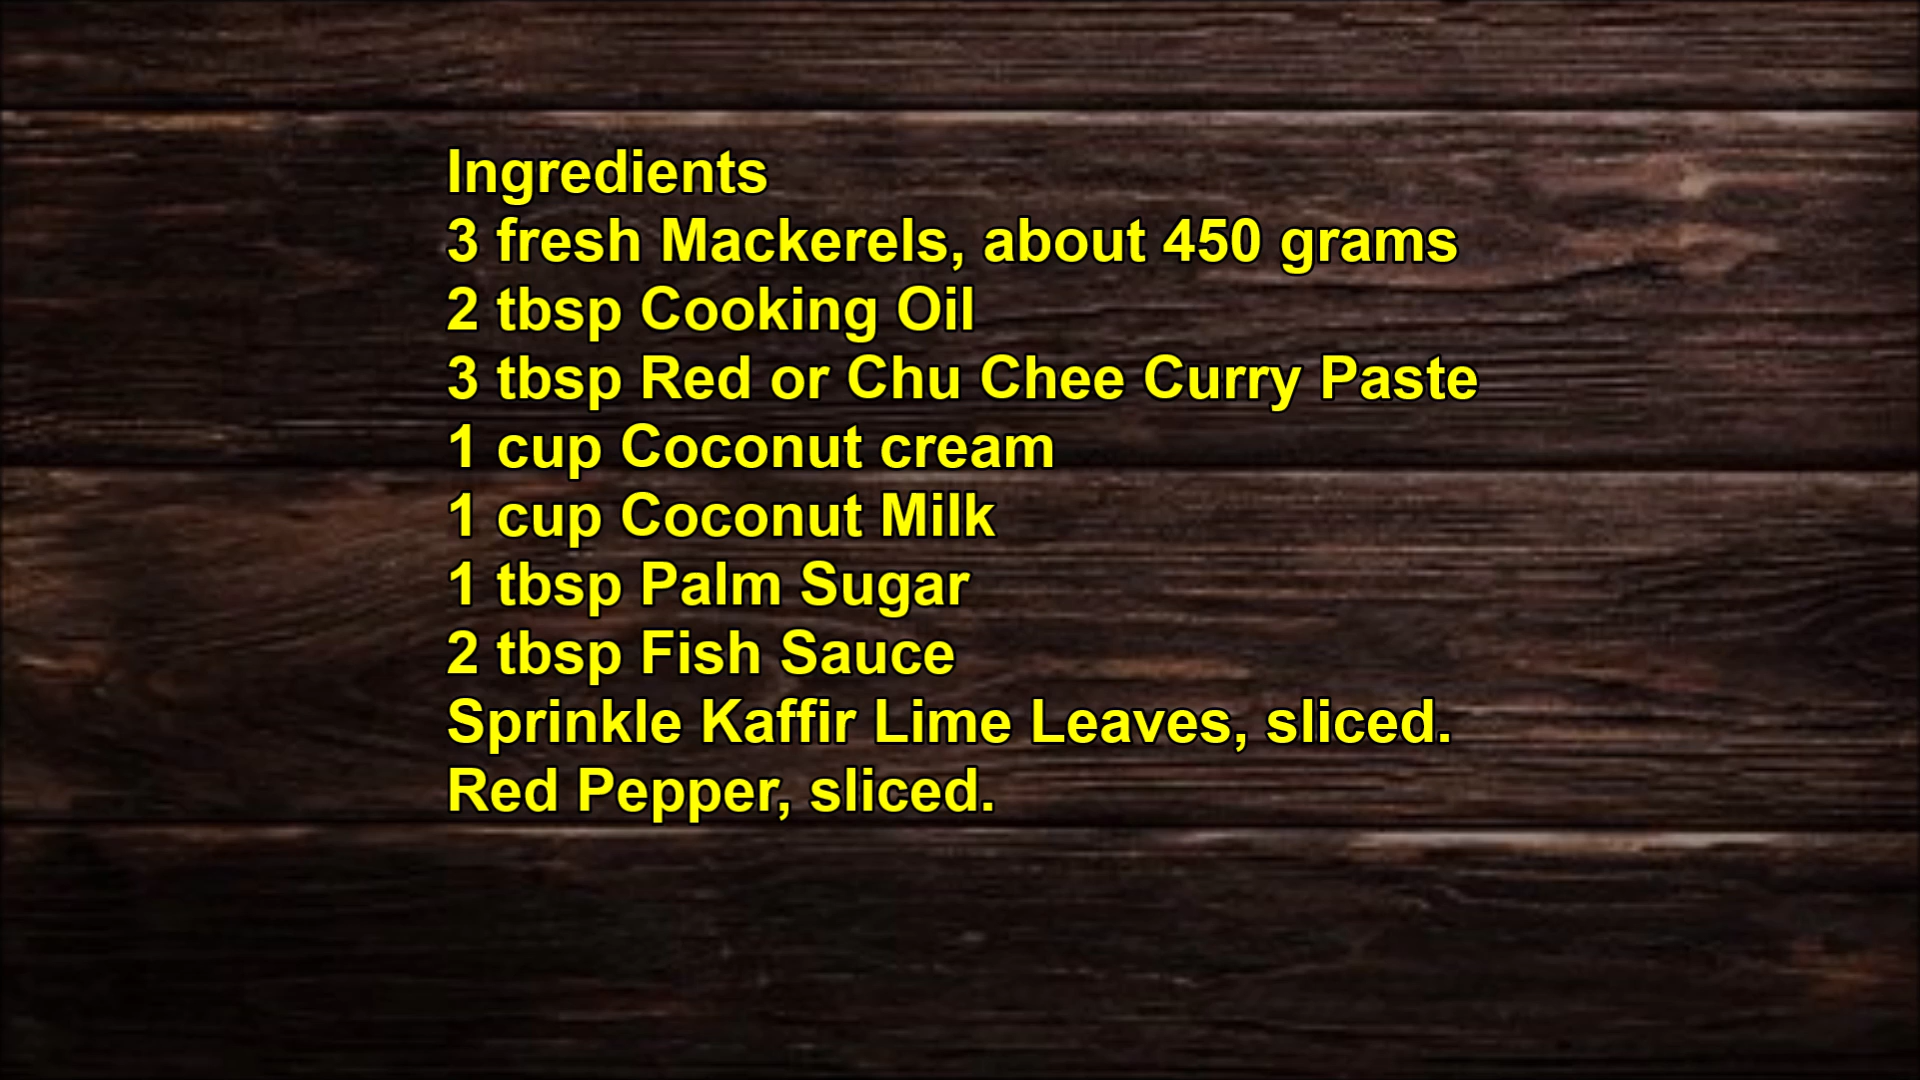 Ingredients
3 fresh Mackerels, about 450 grams
2 tbsp Cooking Oil
3 tbsp Red or Chu Chee Curry Paste
1 cup Coconut cream
1 cup Coconut Milk
1 tbsp Palm Sugar
2 tbsp Fish Sauce
Sprinkle Kaffir Lime Leaves, sliced.
Red Pepper, sliced.